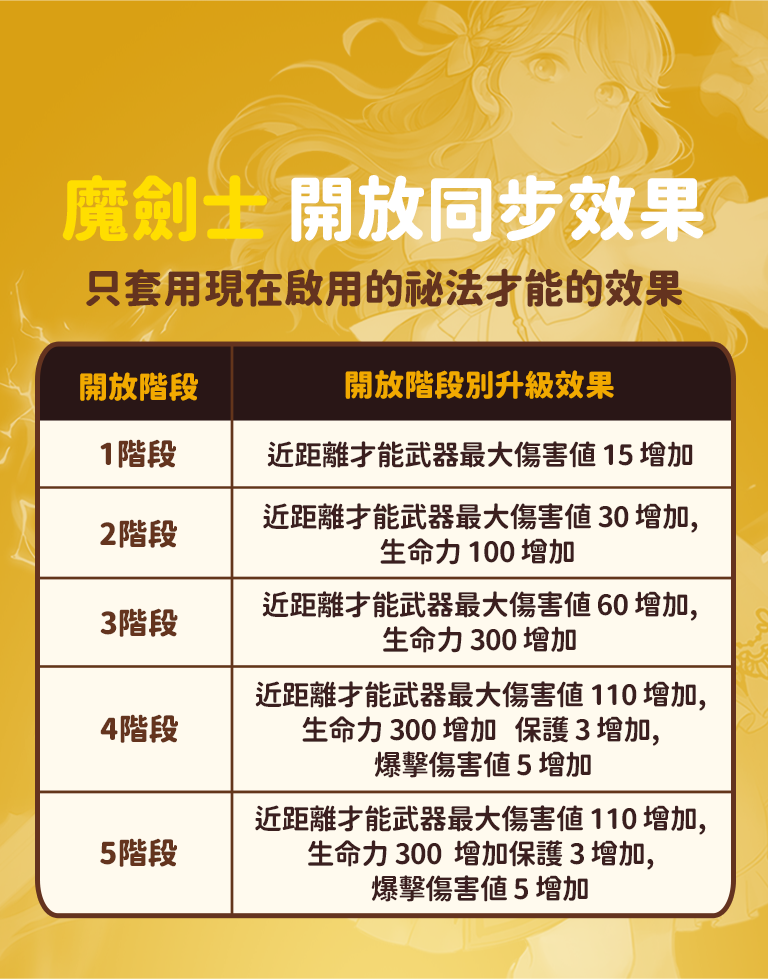 魔劍士 開放同步效果
只套用現在啟用的祕法才能的效果
開放階段
開放階段別升級效果
1階段
近距離才能武器最大傷害値 15 增加
2階段
近距離才能武器最大傷害値 30 增加,
生命力 100 增加
3階段
近距離才能武器最大傷害値 60 增加,
生命力 300 增加
4階段
近距離才能武器最大傷害値 110 增加,
生命力 300 增加 保護 3 增加,
爆擊傷害値 5 增加
5階段
近距離才能武器最大傷害値 110 增加,
生命力 300 增加保護 3 增加,
爆擊傷害値 5 增加